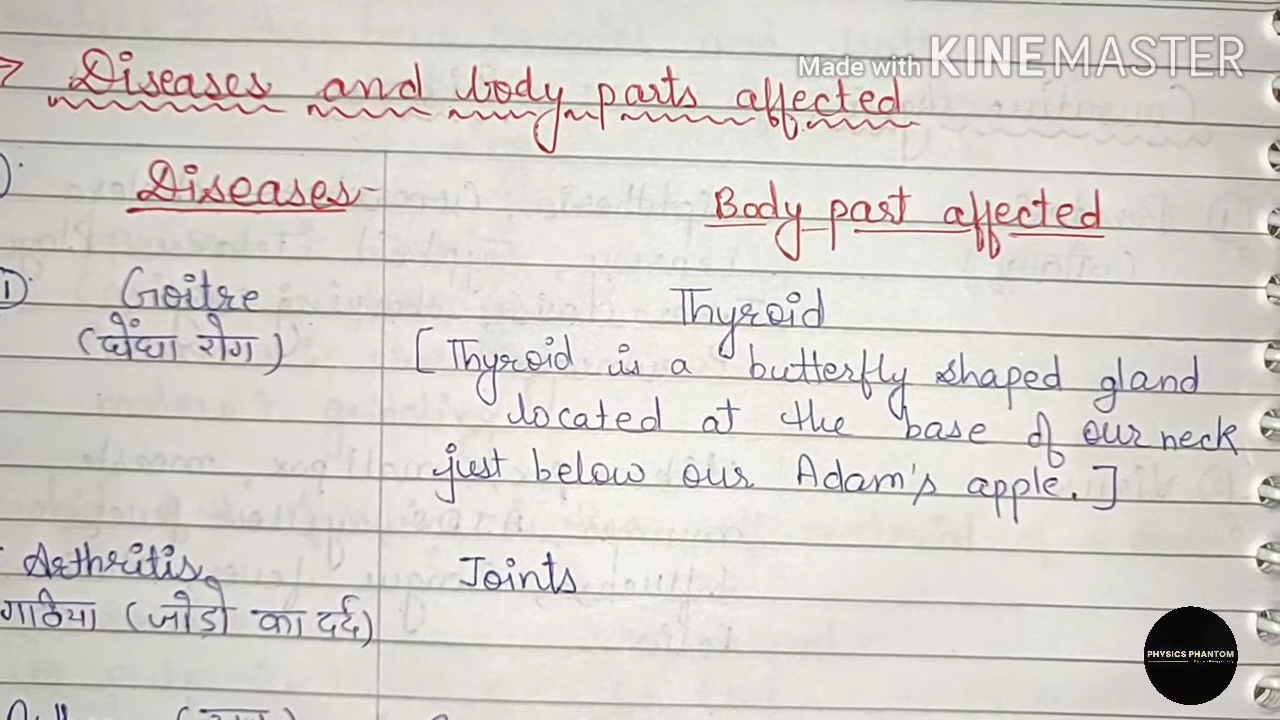 Made with KINEMASTER
→ Diseases and body parts affected
Diseases-
Body part affected
①. Goitre
Thyroid
(घेंघा रोग)
[Thyroid is a butterfly shaped gland
located at the base of our neck
just below our Adam's apple.]
Arthritis
Joints
गठिया (जोडो का दर्द)
PHYSICS PHANTOM